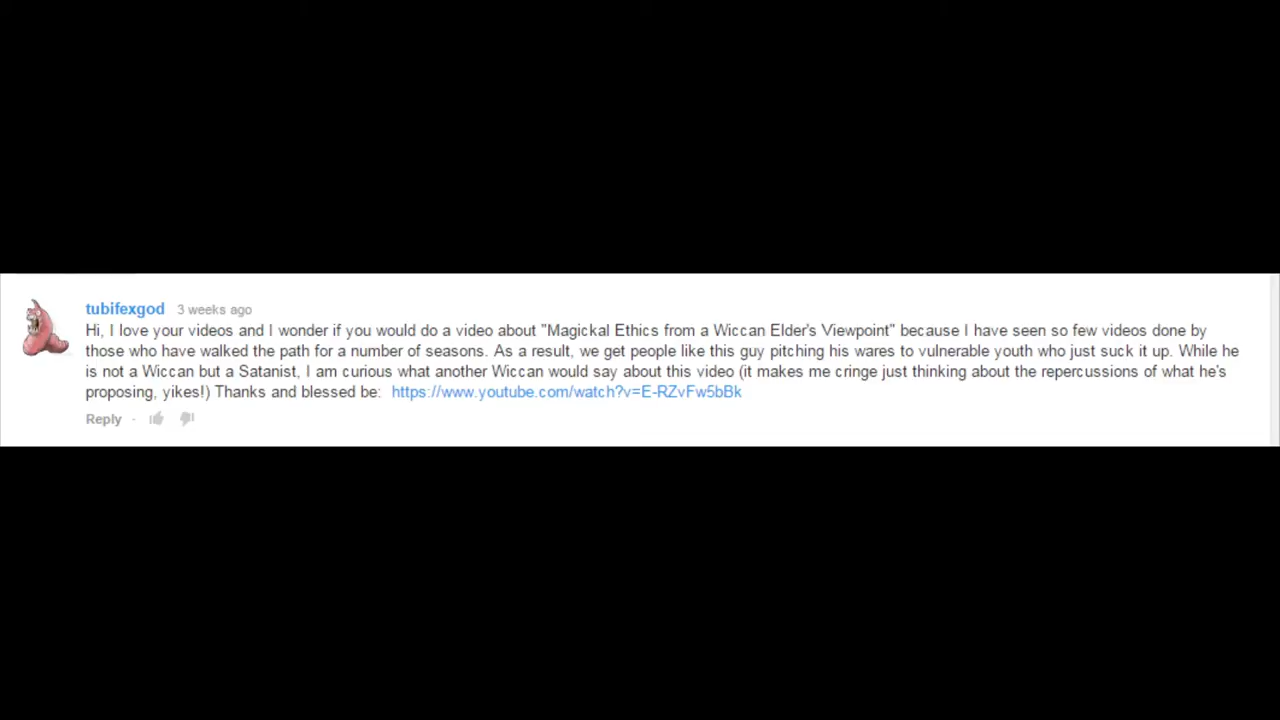 tubifexgod 3 weeks ago
Hi, I love your videos and I wonder if you would do a video about "Magickal Ethics from a Wiccan Elder's Viewpoint" because I have seen so few videos done by
those who have walked the path for a number of seasons. As a result, we get people like this guy pitching his wares to vulnerable youth who just suck it up. While he
is not a Wiccan but a Satanist, I am curious what another Wiccan would say about this video (it makes me cringe just thinking about the repercussions of what he's
proposing, yikes!) Thanks and blessed be: https://www.youtube.com/watch?v=E-RZvFw5bBk
Reply ·